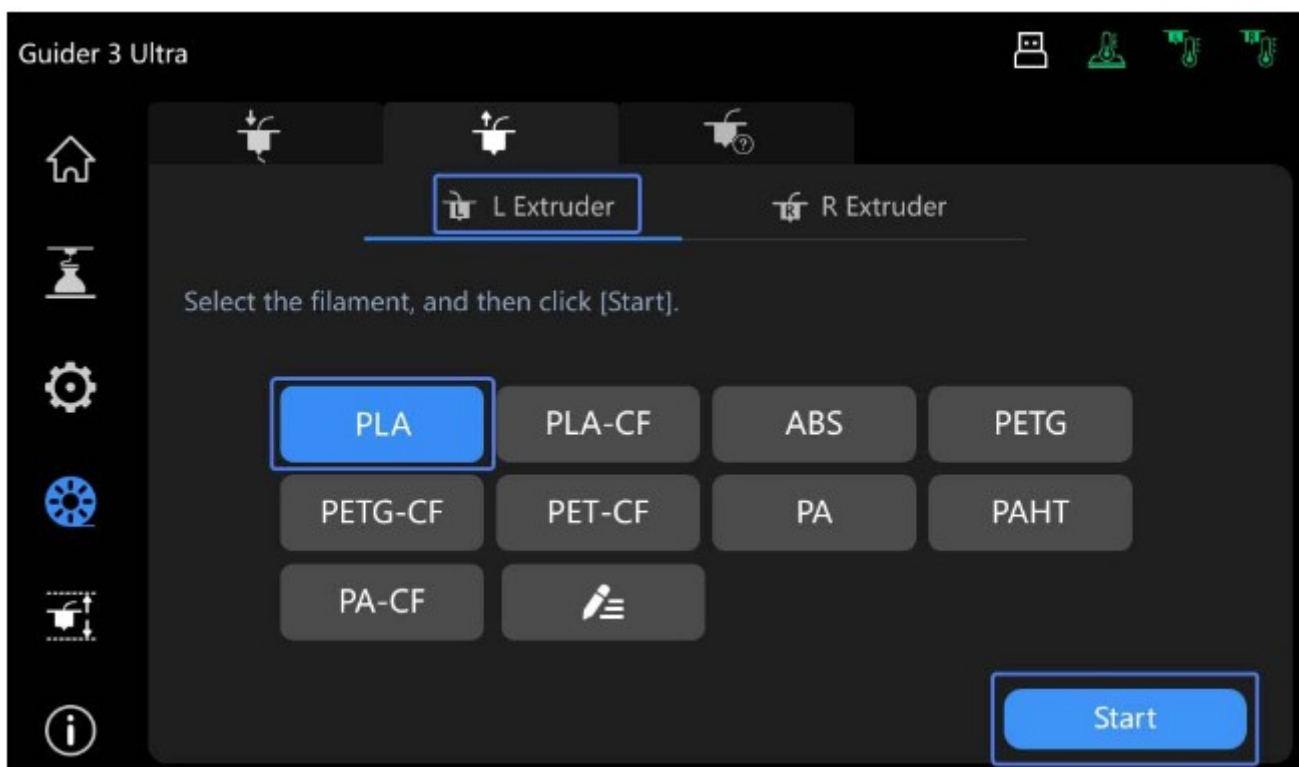 Guider 3 Ultra
L R
L L Extruder R R Extruder
Select the filament, and then click [Start].
PLA PLA-CF ABS PETG
PETG-CF PET-CF PA PAHT
PA-CF
Start